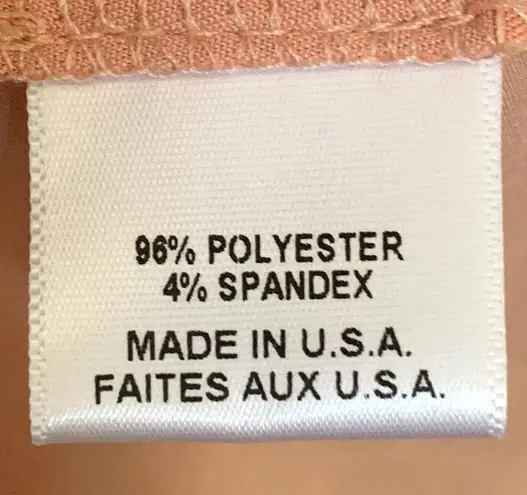 96% POLYESTER
4% SPANDEX
MADE IN U.S.A.
FAITES AUX U.S.A.